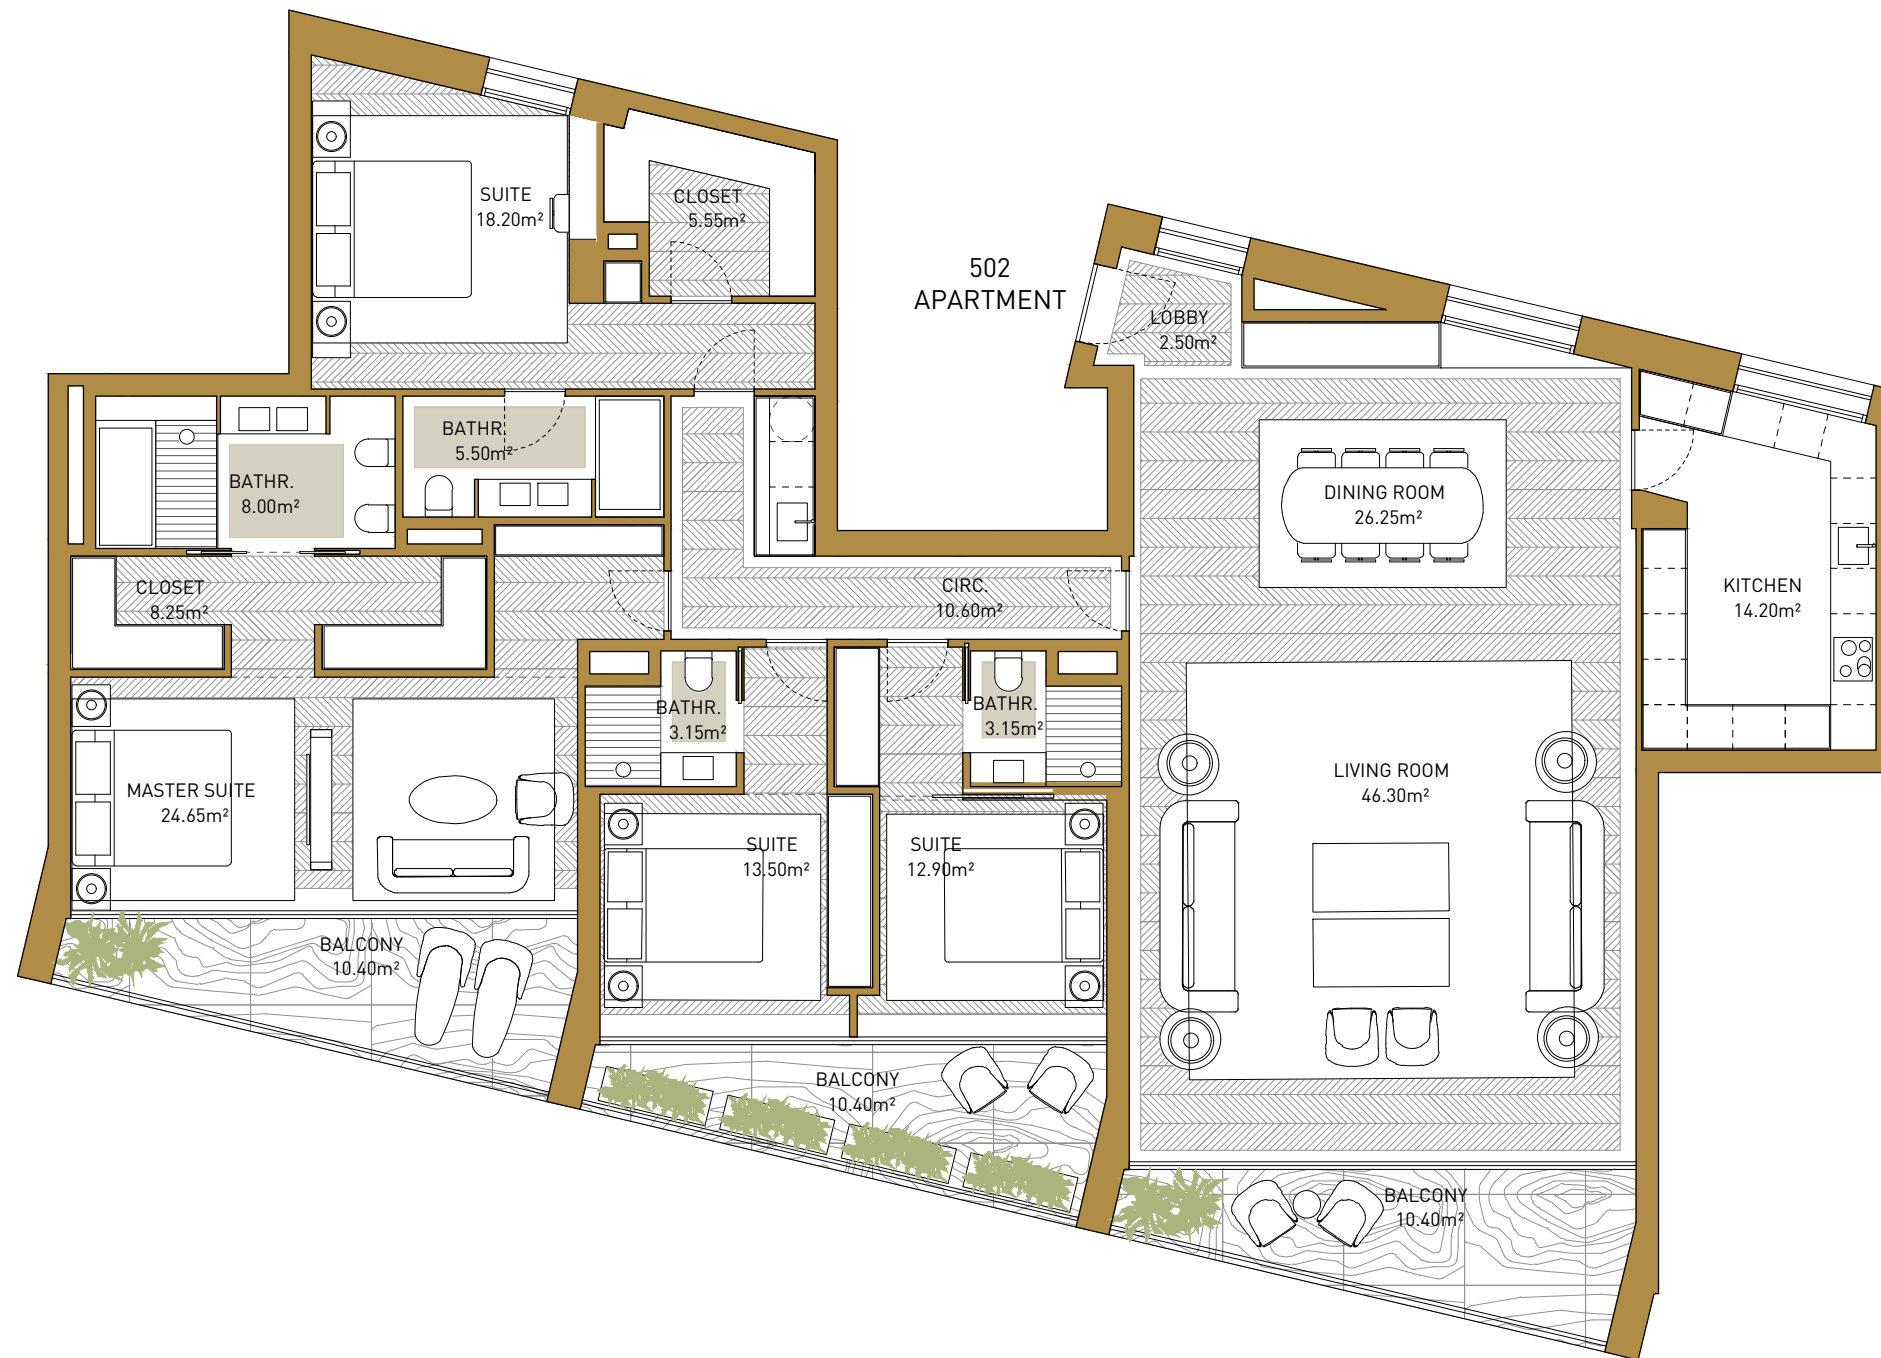 SUITE
18.20m²
CLOSET
5.55m²
502
APARTMENT
LOBBY
2.50m²
BATHR.
5.50m²
BATHR.
8.00m²
DINING ROOM
26.25m²
CLOSET
8.25m²
CIRC.
10.60m²
KITCHEN
14.20m²
BATHR.
3.15m²
BATHR.
3.15m²
MASTER SUITE
24.65m²
LIVING ROOM
46.30m²
SUITE
13.50m²
SUITE
12.90m²
BALCONY
10.40m²
BALCONY
10.40m²
BALCONY
10.40m²